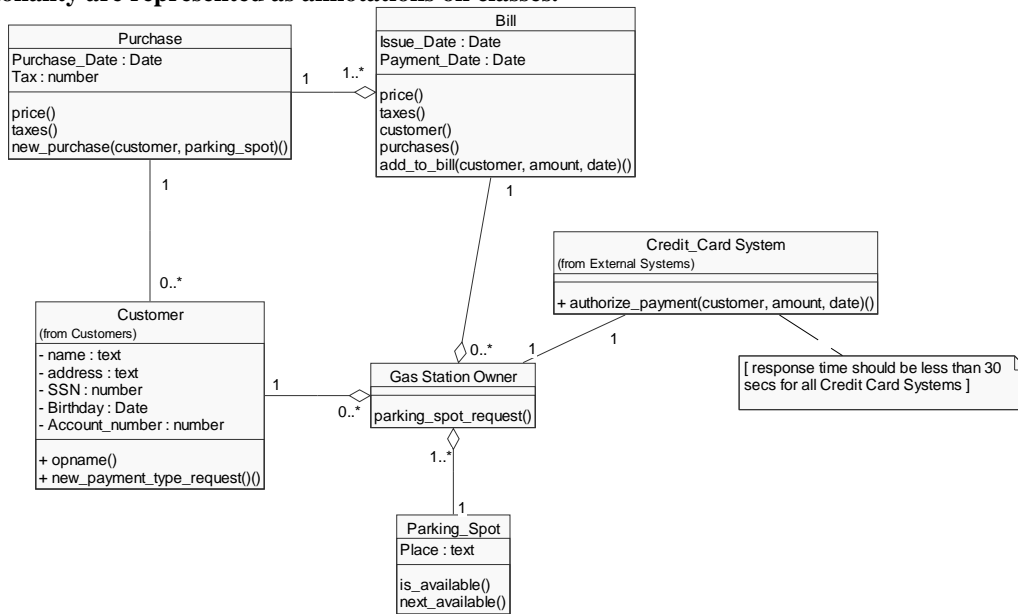 onality are represented as annotations on classes.
Purchase
Purchase_Date : Date
Tax : number
price()
taxes()
new_purchase(customer, parking_spot)()
1
1..*
Bill
Issue_Date : Date
Payment_Date : Date
price()
taxes()
customer()
purchases()
add_to_bill(customer, amount, date)()
1
1
0..*
Credit_Card System
(from External Systems)
+ authorize_payment(customer, amount, date)()
Customer
(from Customers)
- name : text
- address : text
- SSN : number
- Birthday : Date
- Account_number : number
+ opname()
+ new_payment_type_request()()
1
0..*
0..*
1
1
Gas Station Owner
parking_spot_request()
[ response time should be less than 30
secs for all Credit Card Systems ]
1..*
1
Parking_Spot
Place : text
is_available()
next_available()